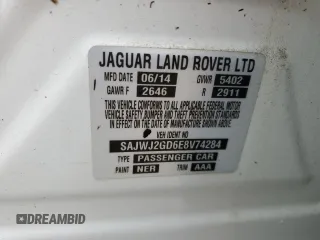 JAGUAR LAND ROVER LTD
MFD DATE 06/14 GVWR 5402
GAWR F 2646 R 2911
THIS VEHICLE CONFORMS TO ALL APPLICABLE FEDERAL MOTOR
VEHICLE SAFETY BUMPER AND THEFT PREVENTION STANDARDS
IN EFFECT ON THE DATE OF MANUFACTURE SHOWN ABOVE
VEH IDENT NO
SAJWJ2GD6E8V74284
TYPE PASSENGER CAR
PAINT NER TRIM AAA
© STATVIN.COM